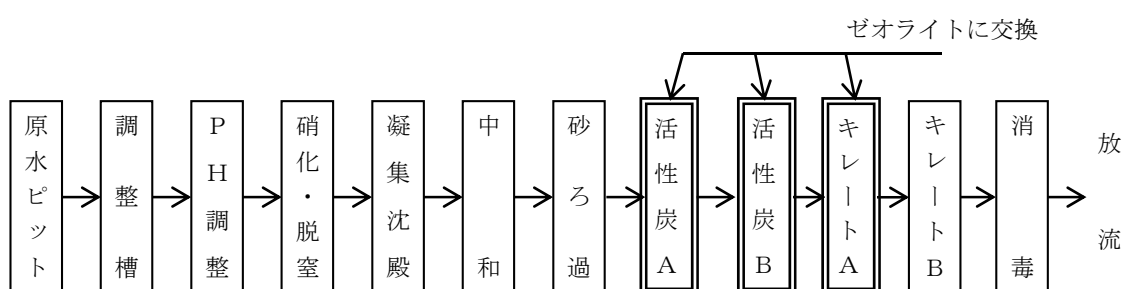 ゼオライトに交換
原水ピット
調整槽
PH調整
硝化・脱窒
凝集沈殿
中和
砂ろ過
活性炭A
活性炭B
キレートA
キレートB
消毒
放流